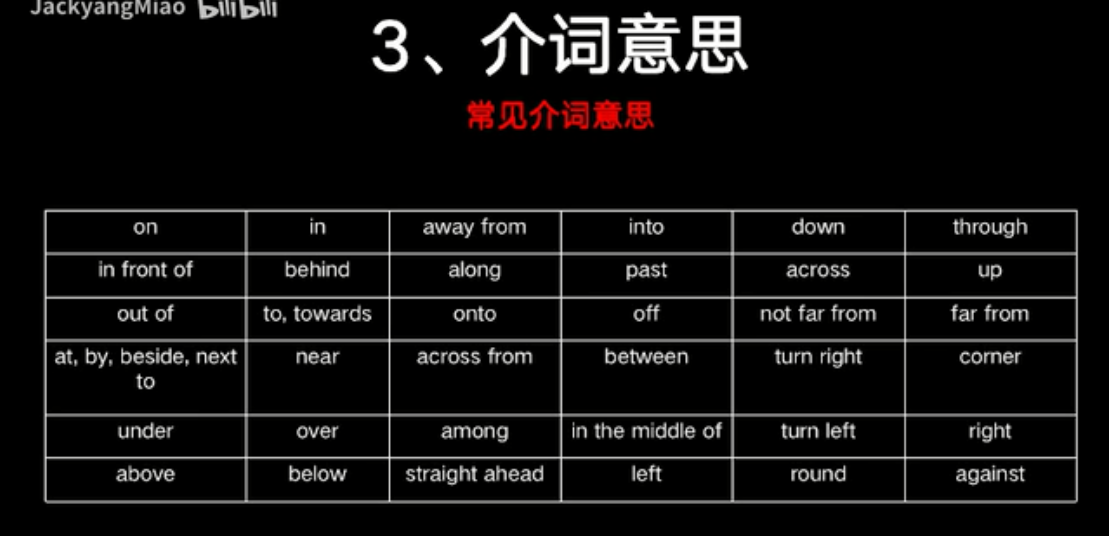 JackyangMiao bilibili
3、介词意思
常见介词意思
on in away from into down through
in front of behind along past across up
out of to, towards onto off not far from far from
at, by, beside, next near across from between turn right corner
to
under over among in the middle of turn left right
above below straight ahead left round against